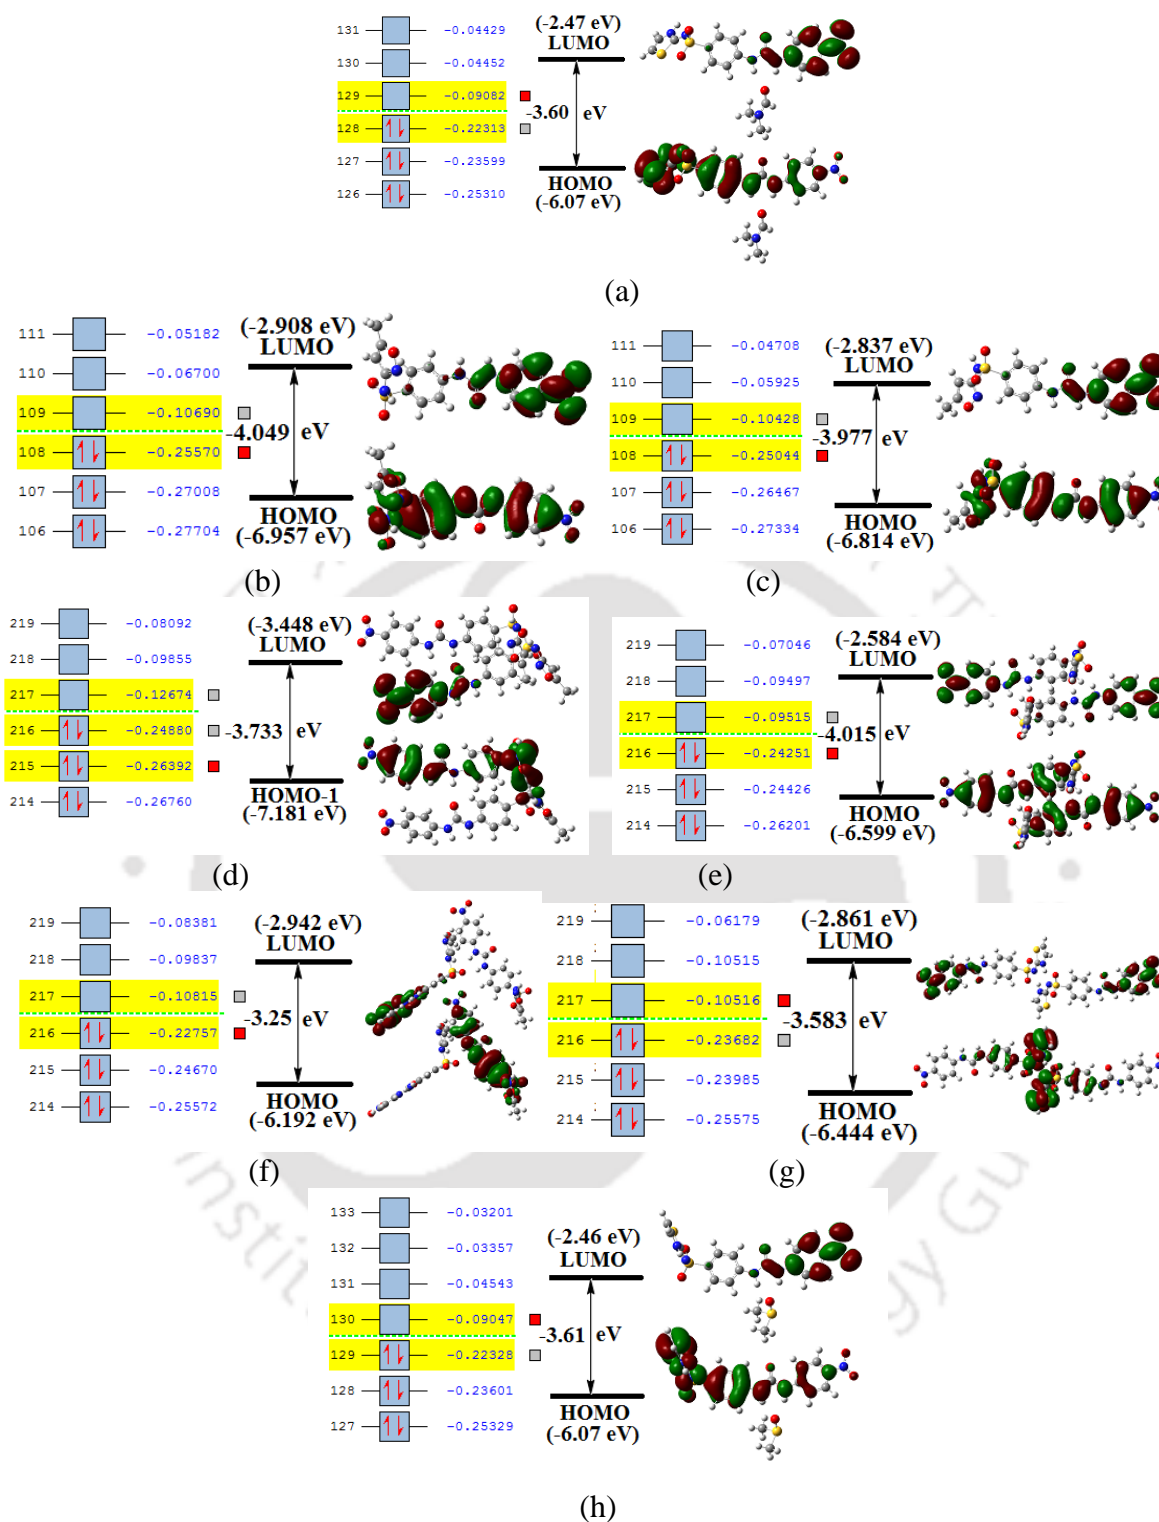 131 -0.04429
130 -0.04452
129 -0.09082
128 -0.22313
127 -0.23599
126 -0.25310
(-2.47 eV)
LUMO
-3.60 eV
HOMO
(-6.07 eV)
(a)
111 -0.05182
110 -0.06700
109 -0.10690
108 -0.25570
107 -0.27008
106 -0.27704
(-2.908 eV)
LUMO
-4.049 eV
HOMO
(-6.957 eV)
(b)
111 -0.04708
110 -0.05925
109 -0.10428
108 -0.25044
107 -0.26467
106 -0.27334
(-2.837 eV)
LUMO
-3.977 eV
HOMO
(-6.814 eV)
(c)
219 -0.08092
218 -0.09855
217 -0.12674
216 -0.24880
215 -0.26392
214 -0.26760
(-3.448 eV)
LUMO
-3.733 eV
HOMO-1
(-7.181 eV)
(d)
219 -0.07046
218 -0.09497
217 -0.09515
216 -0.24251
215 -0.24426
214 -0.26201
(-2.584 eV)
LUMO
-4.015 eV
HOMO
(-6.599 eV)
(e)
219 -0.08381
218 -0.09837
217 -0.10815
216 -0.22757
215 -0.24670
214 -0.25572
(-2.942 eV)
LUMO
-3.25 eV
HOMO
(-6.192 eV)
(f)
219 -0.06179
218 -0.10515
217 -0.10516
216 -0.23682
215 -0.23985
214 -0.25575
(-2.861 eV)
LUMO
-3.583 eV
HOMO
(-6.444 eV)
(g)
133 -0.03201
132 -0.03357
131 -0.04543
130 -0.09047
129 -0.22328
128 -0.23601
127 -0.25329
(-2.46 eV)
LUMO
-3.61 eV
HOMO
(-6.07 eV)
(h)